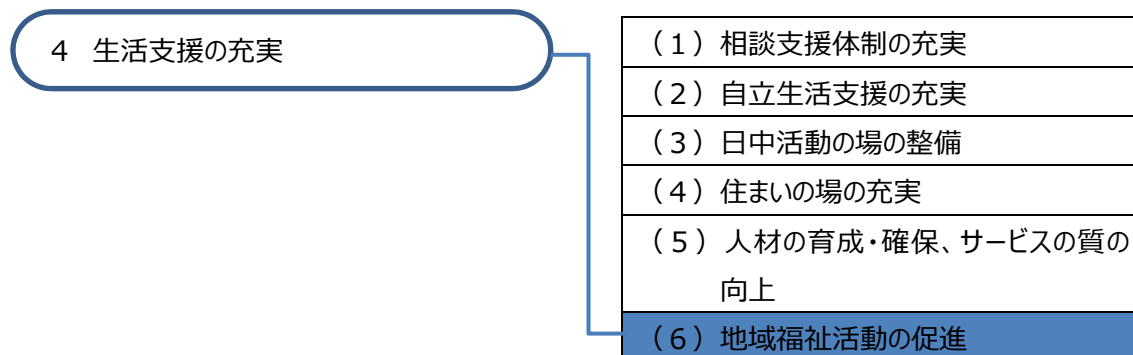 4 生活支援の充実
（1）相談支援体制の充実
（2）自立生活支援の充実
（3）日中活動の場の整備
（4）住まいの場の充実
（5）人材の育成・確保、サービスの質の
向上
（6）地域福祉活動の促進